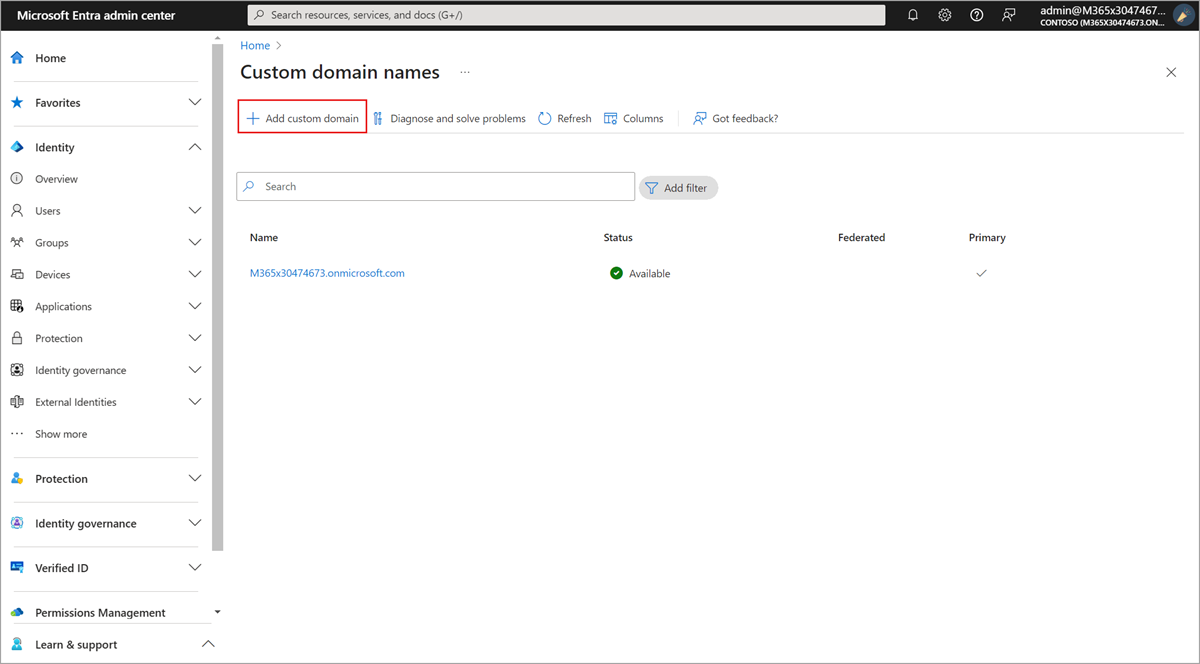 Microsoft Entra admin center
Search resources, services, and docs (G+/)
admin@M365x3047467...
CONTOSO (M365X30474673.ON...
Home
Favorites
Identity
Overview
Users
Groups
Devices
Applications
Protection
Identity governance
External Identities
Show more
Protection
Identity governance
Verified ID
Permissions Management
Learn & support
Home
Custom domain names ...
Add custom domain Diagnose and solve problems Refresh Columns Got feedback?
Search Add filter
Name Status Federated Primary
M365x30474673.onmicrosoft.com Available